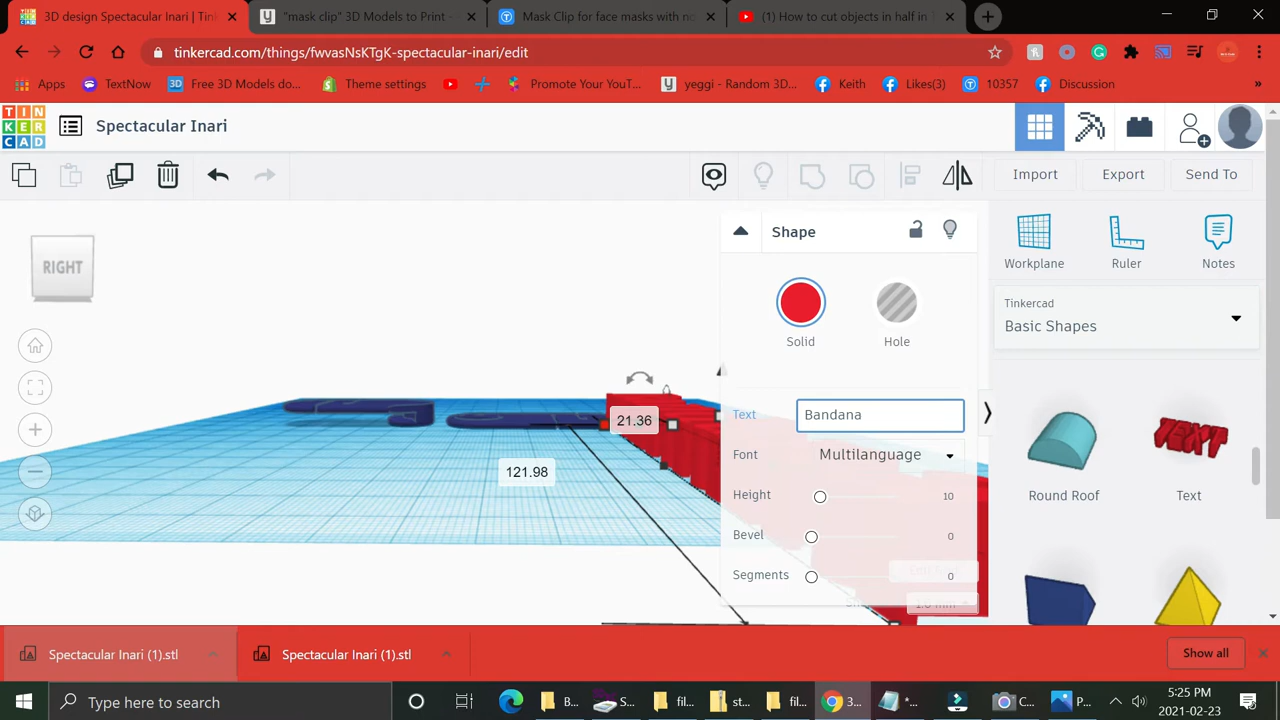 3D design Spectacular Inari | Tin
"mask clip" 3D Models to Print -
Mask Clip for face masks with no
(1) How to cut objects in half in T
tinkercad.com/things/fwvasNsKTgK-spectacular-inari/edit
Apps
TextNow
Free 3D Models do...
Theme settings
Promote Your YouT...
yeggi - Random 3D...
Keith
Likes(3)
10357
Discussion
TIN
KER
CAD
Spectacular Inari
Import
Export
Send To
RIGHT
Shape
Solid
Hole
Workplane
Ruler
Notes
Tinkercad
Basic Shapes
21.36
121.98
Text
Bandana
Font
Multilanguage
Height
10
Bevel
0
Segments
0
Round Roof
TEXT
Text
Spectacular Inari (1).stl
Spectacular Inari (1).stl
Show all
Type here to search
B...
S...
fil...
st...
fil...
3...
P...
5:25 PM
2021-02-23